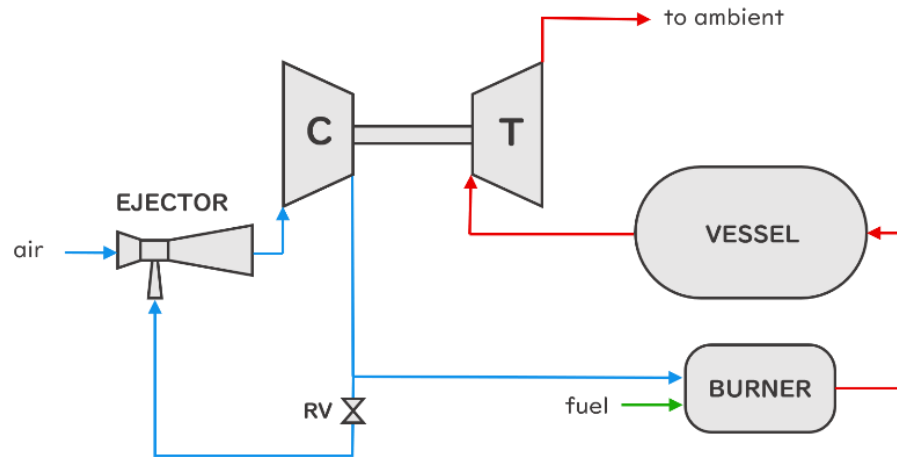 to ambient
C
T
EJECTOR
air
VESSEL
RV
fuel
BURNER